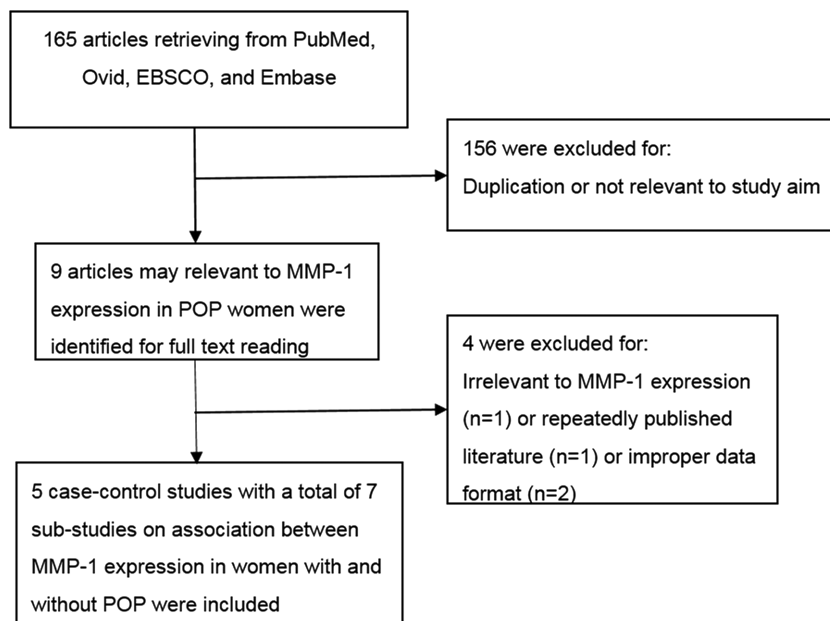 165 articles retrieving from PubMed,
Ovid, EBSCO, and Embase
156 were excluded for:
Duplication or not relevant to study aim
9 articles may relevant to MMP-1
expression in POP women were
identified for full text reading
4 were excluded for:
Irrelevant to MMP-1 expression
(n=1) or repeatedly published
literature (n=1) or improper data
format (n=2)
5 case-control studies with a total of 7
sub-studies on association between
MMP-1 expression in women with and
without POP were included